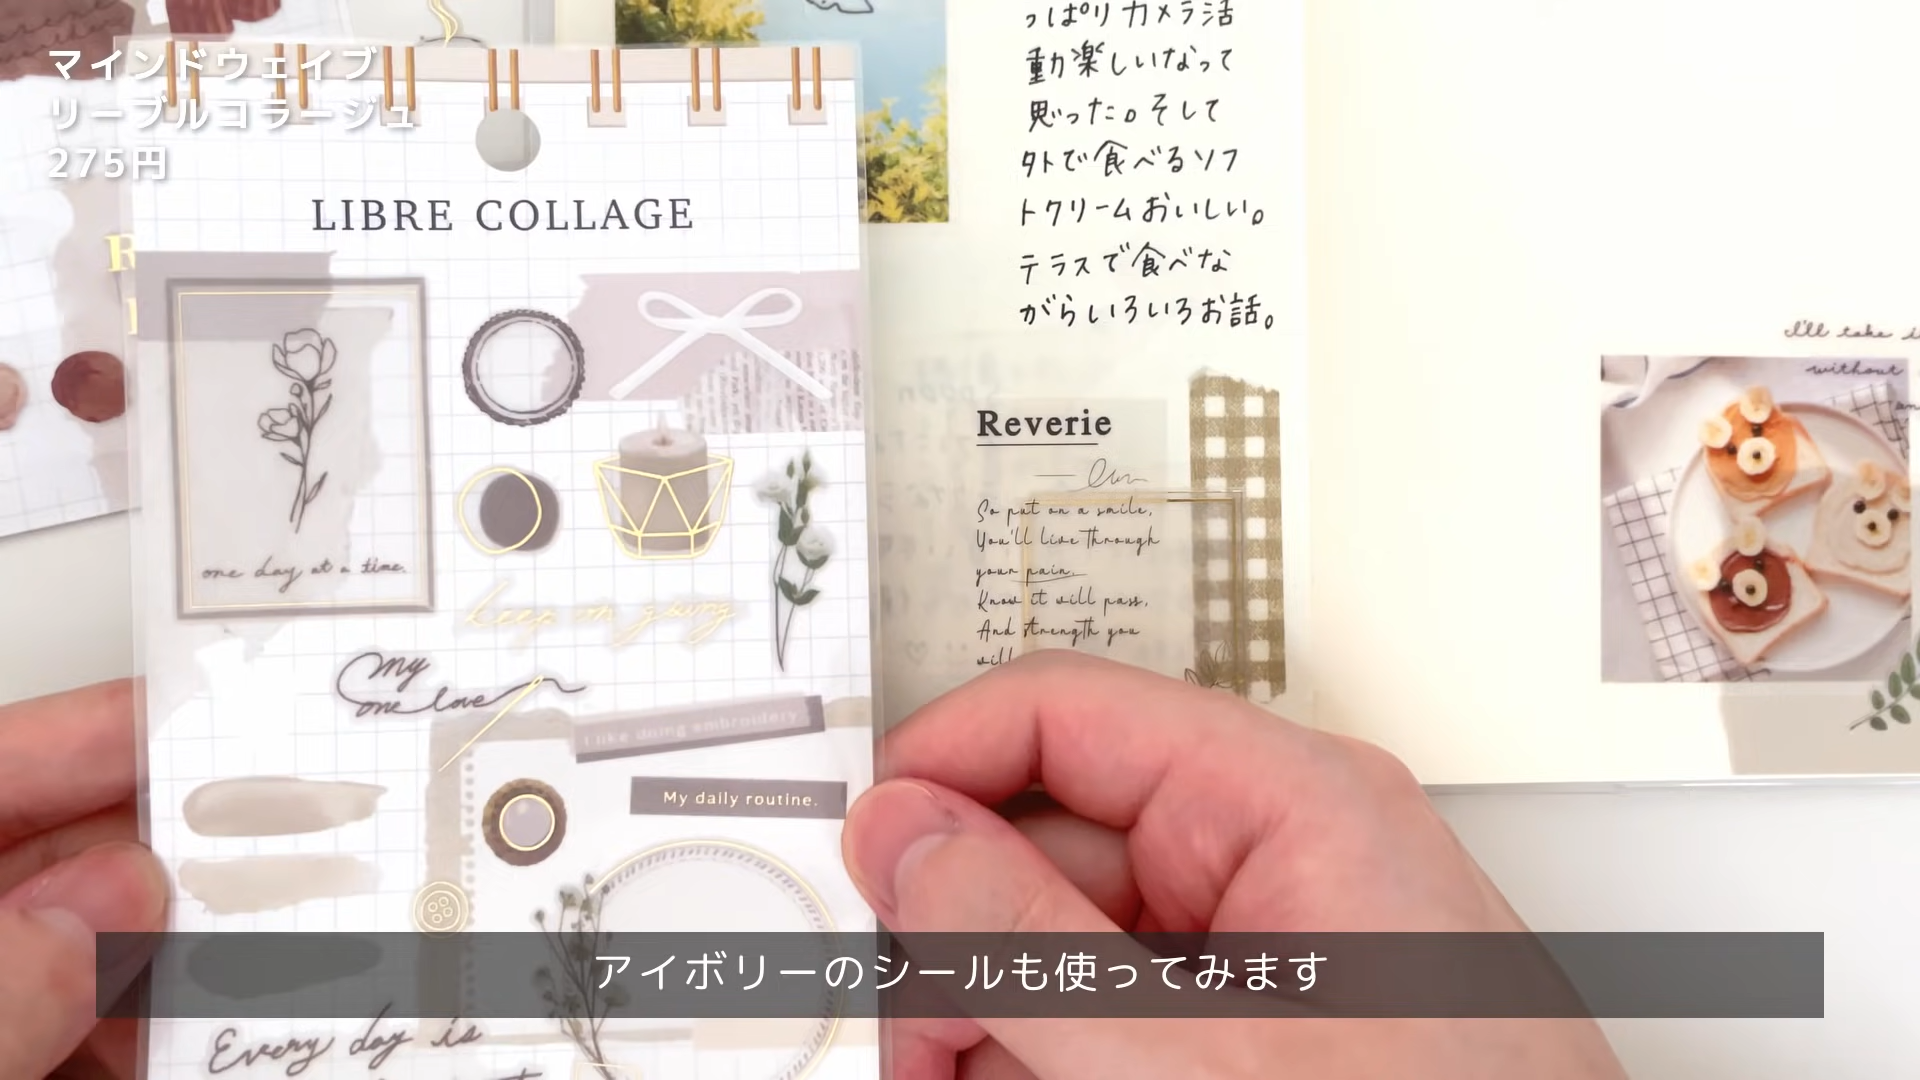 マインドウェイブ
リーブルコラージュ
275円
LIBRE COLLAGE
one day at a time.
keep on going
My
one love
I like doing embroidery
My daily routine.
Every day is
っぱりカメラ活
動楽しいなって
思った。そして
外で食べるソフ
トクリームおいしい。
テラスで食べな
がらいろいろお話。
Reverie
So put on a smile,
You'll live through
your pain.
Know it will pass,
And strength you
will
I'll take i
without
アイボリーのシールも使ってみます